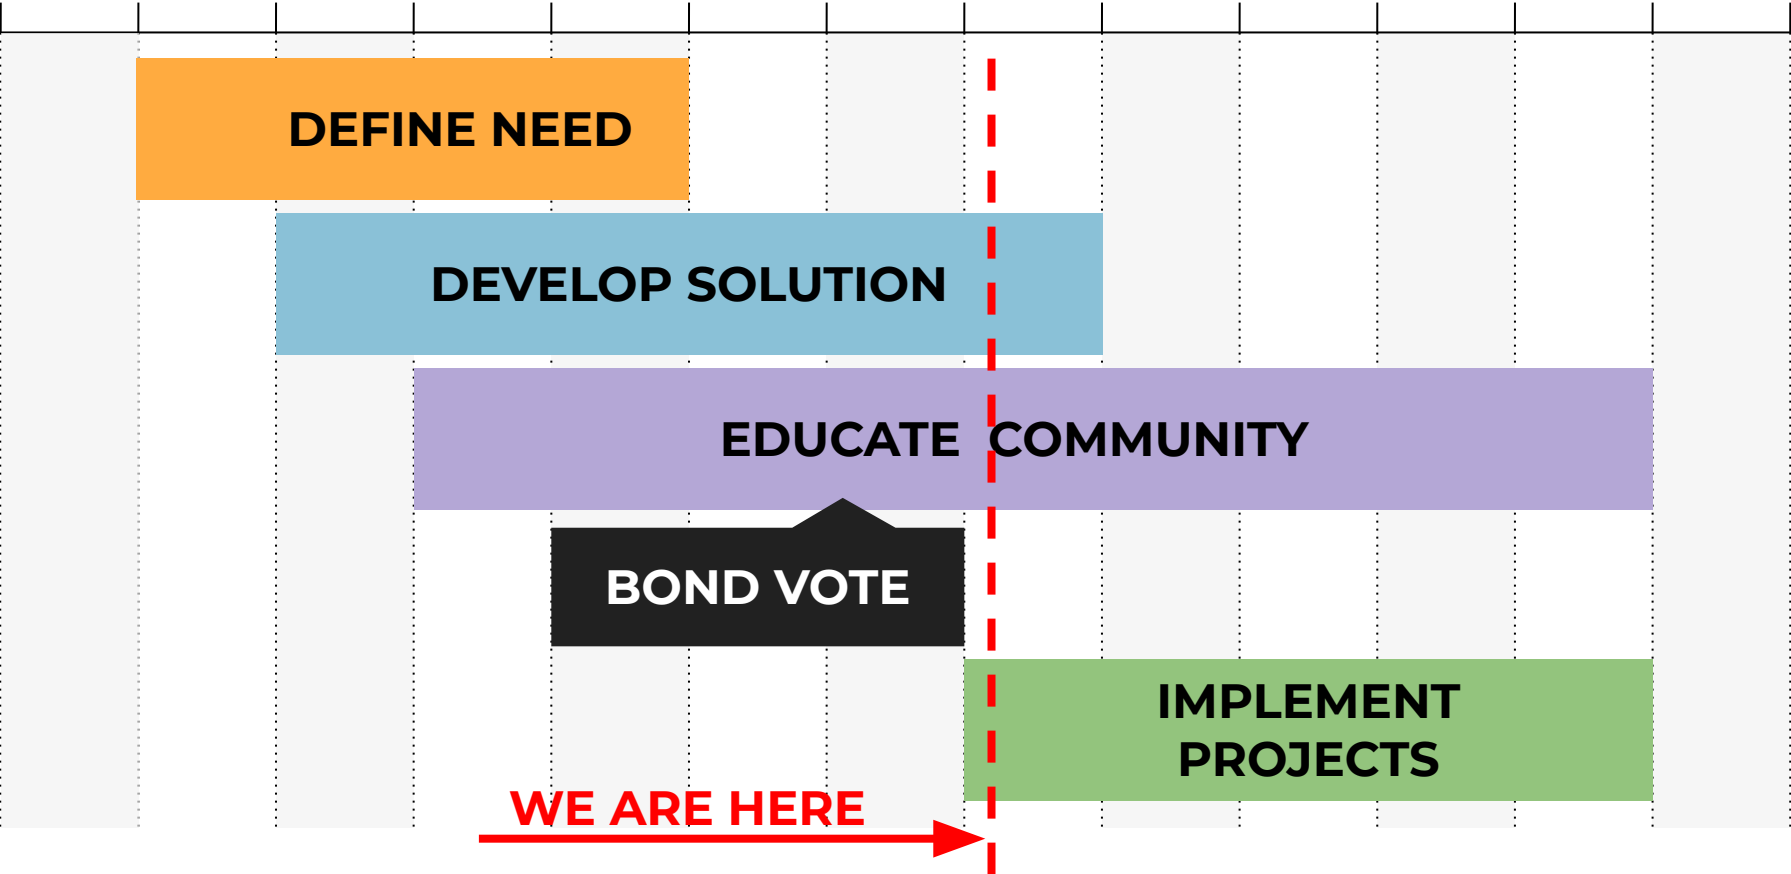 DEFINE NEED
DEVELOP SOLUTION
EDUCATE COMMUNITY
BOND VOTE
IMPLEMENT
PROJECTS
WE ARE HERE